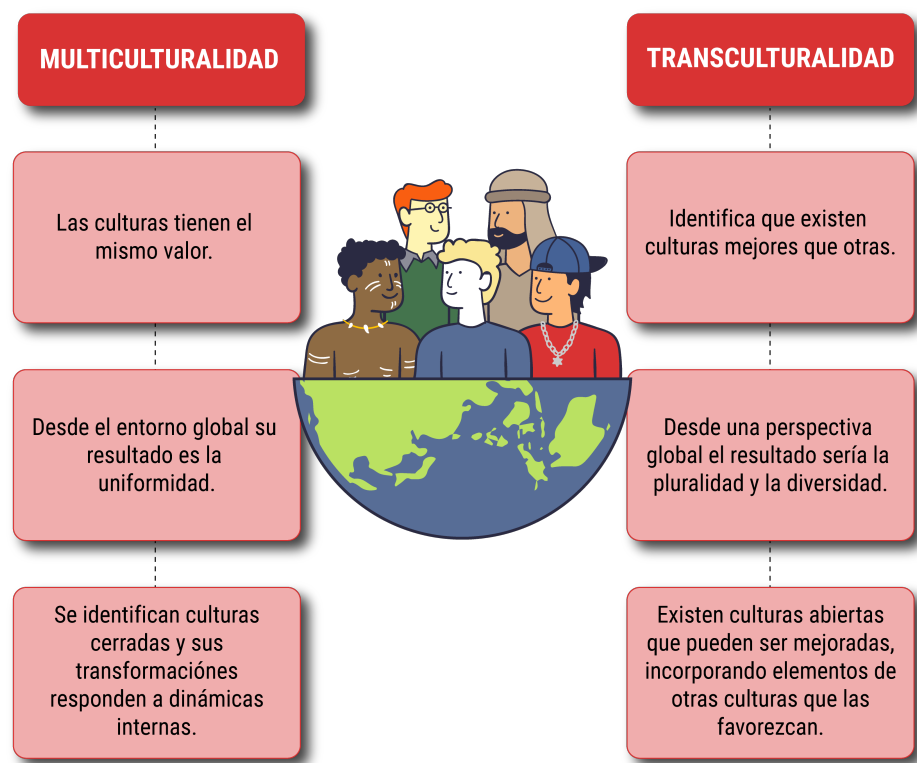 MULTICULTURALIDAD
Las culturas tienen el
mismo valor.
Desde el entorno global su
resultado es la
uniformidad.
Se identifican culturas
cerradas y sus
transformaciónes
responden a dinámicas
internas.
TRANSCULTURALIDAD
Identifica que existen
culturas mejores que otras.
Desde una perspectiva
global el resultado sería la
pluralidad y la diversidad.
Existen culturas abiertas
que pueden ser mejoradas,
incorporando elementos de
otras culturas que las
favorezcan.